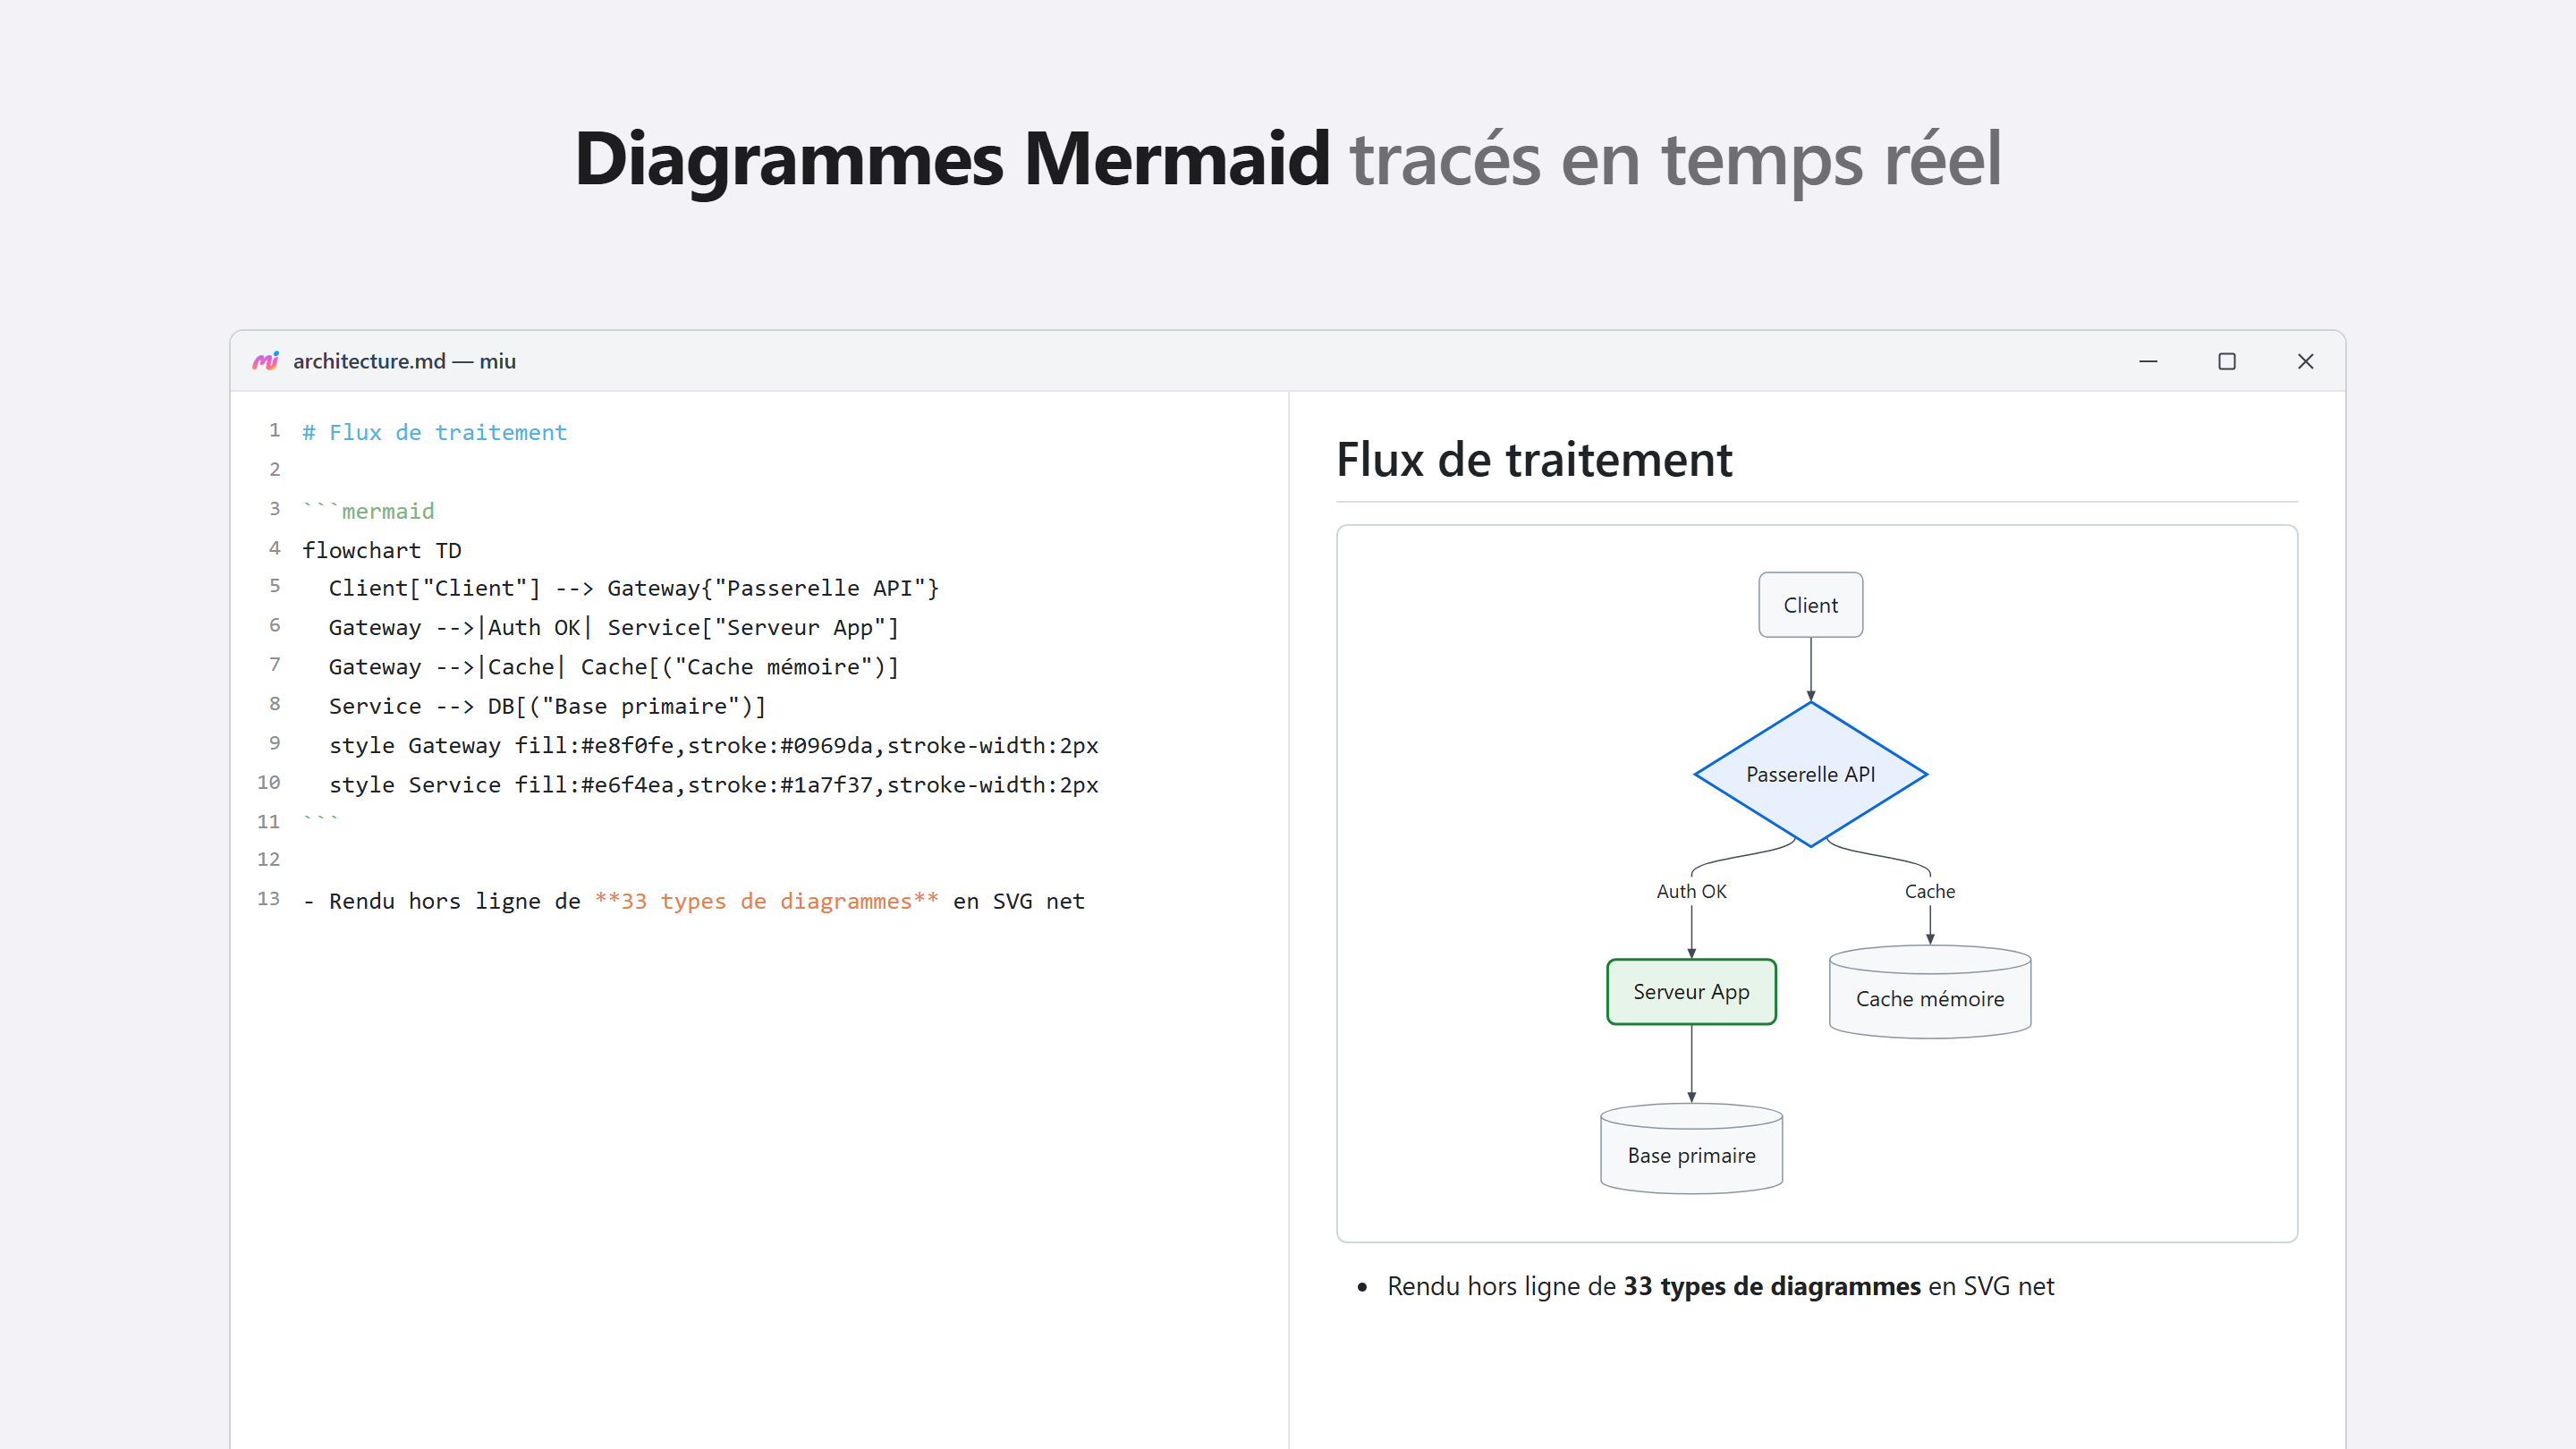 Diagrammes Mermaid tracés en temps réel
mi architecture.md — miu
1 # Flux de traitement
2
3 ```mermaid
4 flowchart TD
5   Client["Client"] --> Gateway{"Passerelle API"}
6   Gateway -->|Auth OK| Service["Serveur App"]
7   Gateway -->|Cache| Cache[("Cache mémoire")]
8   Service --> DB[("Base primaire")]
9   style Gateway fill:#e8f0fe,stroke:#0969da,stroke-width:2px
10   style Service fill:#e6f4ea,stroke:#1a7f37,stroke-width:2px
11 ```
12
13 - Rendu hors ligne de **33 types de diagrammes** en SVG net
Flux de traitement
Client
Passerelle API
Auth OK
Cache
Serveur App
Cache mémoire
Base primaire
• Rendu hors ligne de 33 types de diagrammes en SVG net